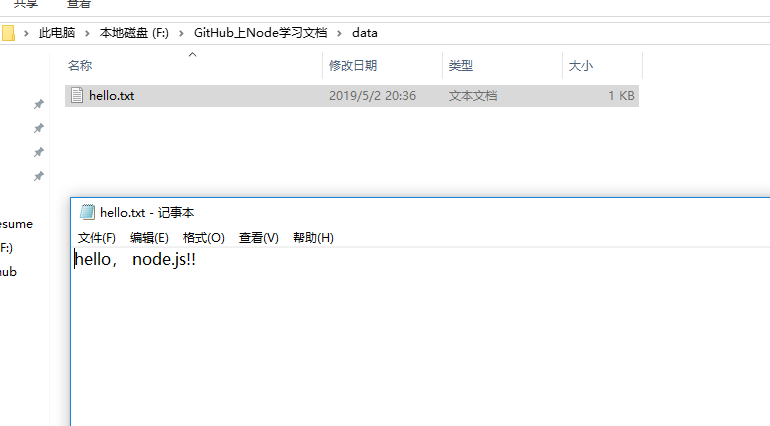 共享 查看
此电脑 > 本地磁盘 (F:) > GitHub上Node学习文档 > data
名称 修改日期 类型 大小
hello.txt 2019/5/2 20:36 文本文档 1 KB
hello.txt - 记事本
文件(F) 编辑(E) 格式(O) 查看(V) 帮助(H)
hello， node.js!!
esume
F:)
hub